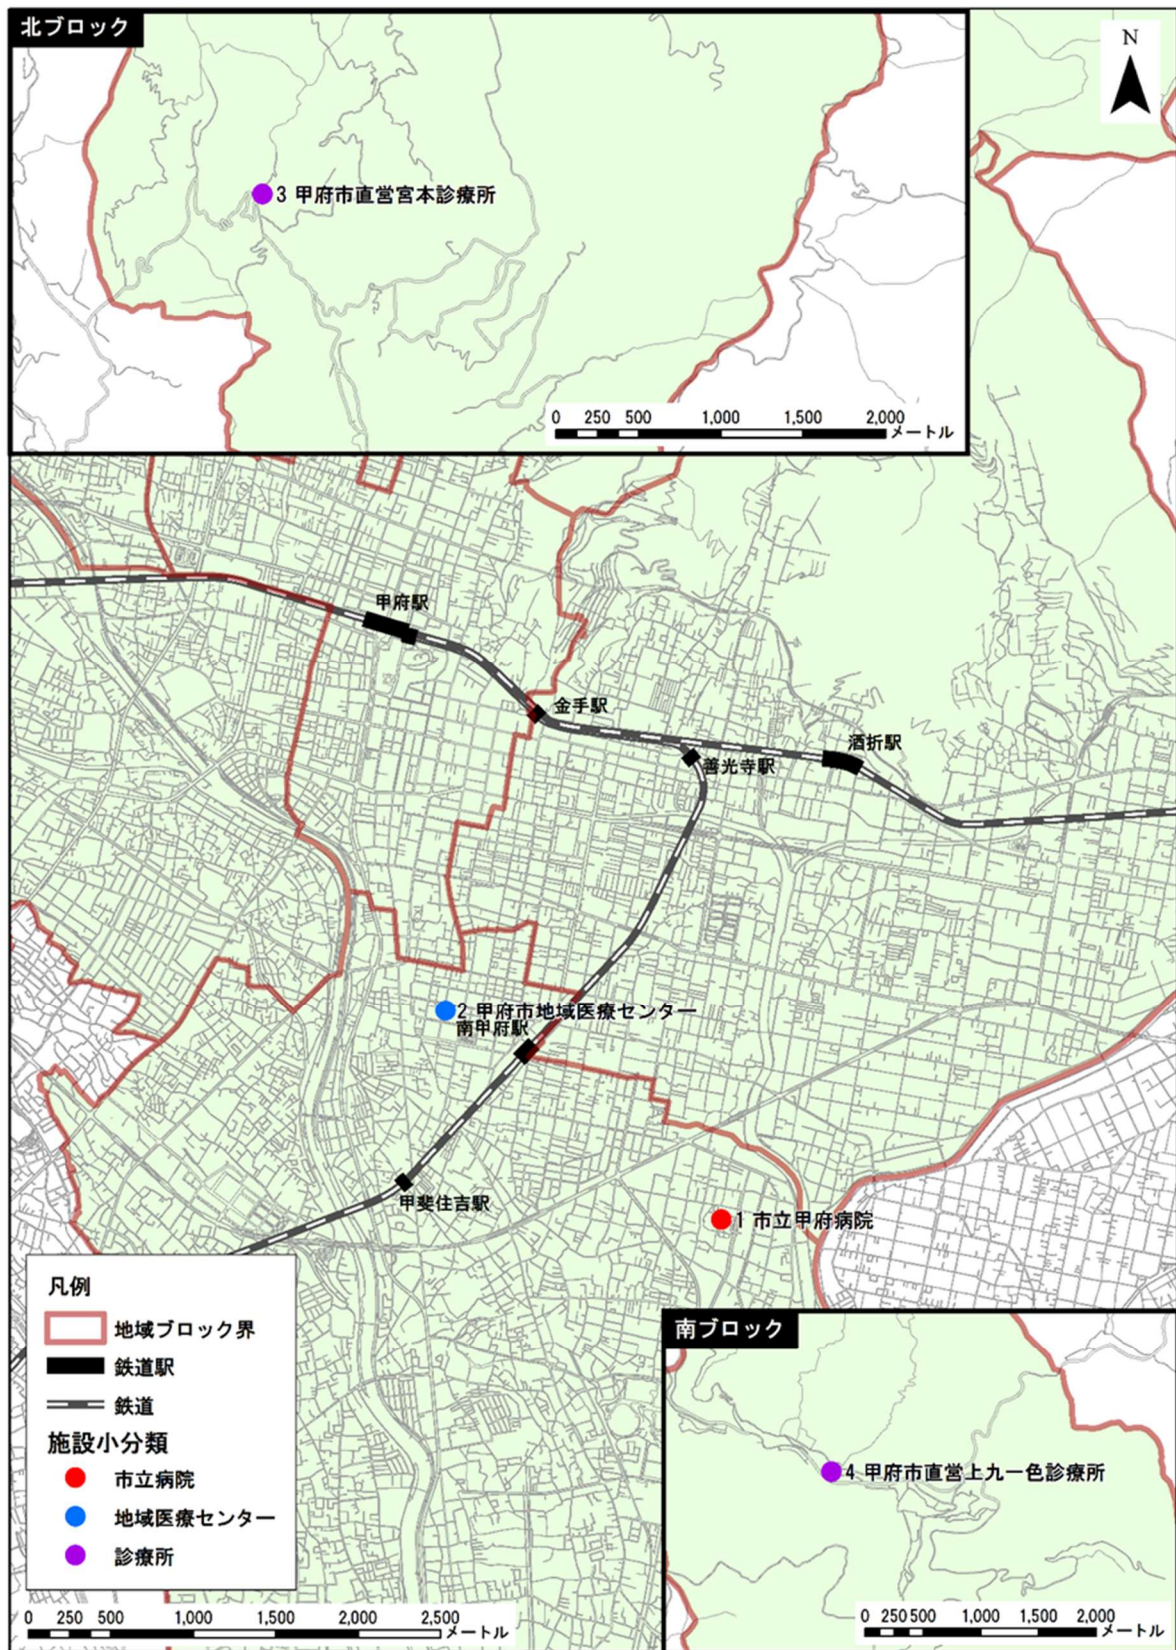 北ブロック
N
3 甲府市直営宮本診療所
0 250 500 1,000 1,500 2,000
メートル
甲府駅
金手駅
酒折駅
善光寺駅
2 甲府市地域医療センター
南甲府駅
甲斐住吉駅
1 市立甲府病院
凡例
地域ブロック界
鉄道駅
鉄道
施設小分類
市立病院
地域医療センター
診療所
0 250 500 1,000 1,500 2,000 2,500
メートル
南ブロック
4 甲府市直営上九一色診療所
0 250 500 1,000 1,500 2,000
メートル